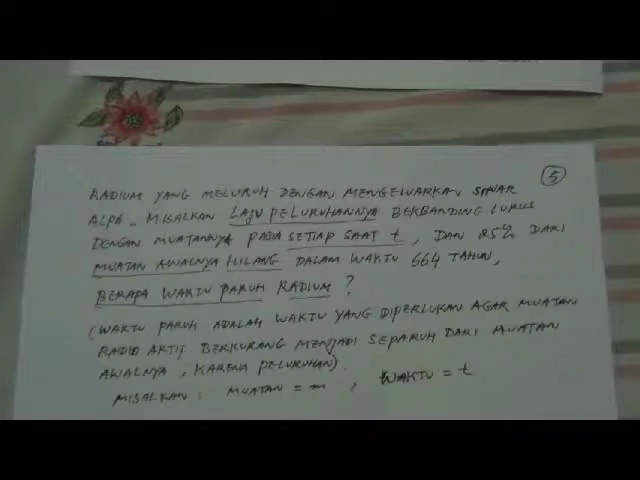 5
RADIUM YANG MELURUH DENGAN MENGELUARKAN SINAR
ALPA. MISALKAN LAJU PELURUHANNYA BERBANDING LURUS
DENGAN MUATANNYA PADA SETIAP SAAT t, DAN 25% DARI
MUATAN AWALNYA HILANG DALAM WAKTU 664 TAHUN,
BERAPA WAKTU PARUH RADIUM ?
(WAKTU PARUH ADALAH WAKTU YANG DIPERLUKAN AGAR MUATAN
RADIO AKTIF BERKURANG MENJADI SEPARUH DARI MUATAN
AWALNYA, KARENA PELURUHAN).
MISALKAN : MUATAN = m , WAKTU = t